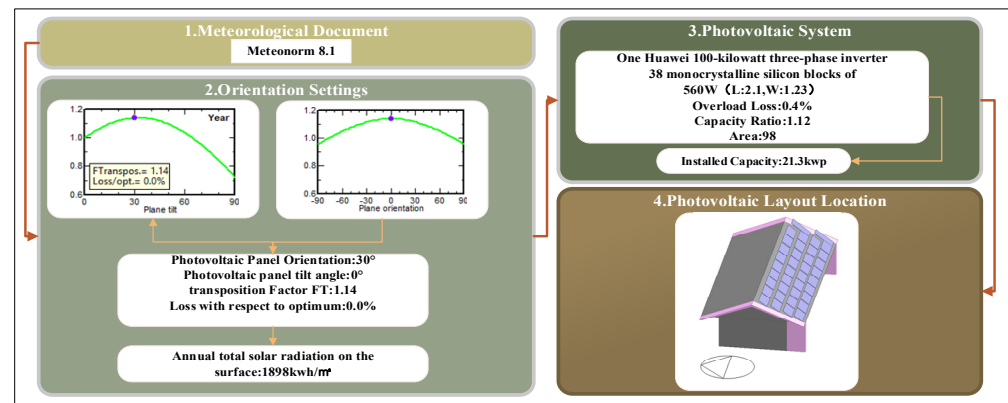 1.Meteorological Document
Meteonorm 8.1
2.Orientation Settings
1.2
1.0
0.8
0.6
Year
FTranspos.= 1.14
Loss/opt.= 0.0%
0 30 60 90
Plane tilt
1.2
1.0
0.8
0.6
-90 -60 -30 0 30 60 90
Plane orientation
Photovoltaic Panel Orientation:30°
Photovoltaic panel tilt angle:0°
transposition Factor FT:1.14
Loss with respect to optimum:0.0%
Annual total solar radiation on the
surface:1898kwh/㎡
3.Photovoltaic System
One Huawei 100-kilowatt three-phase inverter
38 monocrystalline silicon blocks of
560W（L:2.1,W:1.23）
Overload Loss:0.4%
Capacity Ratio:1.12
Area:98
Installed Capacity:21.3kwp
4.Photovoltaic Layout Location